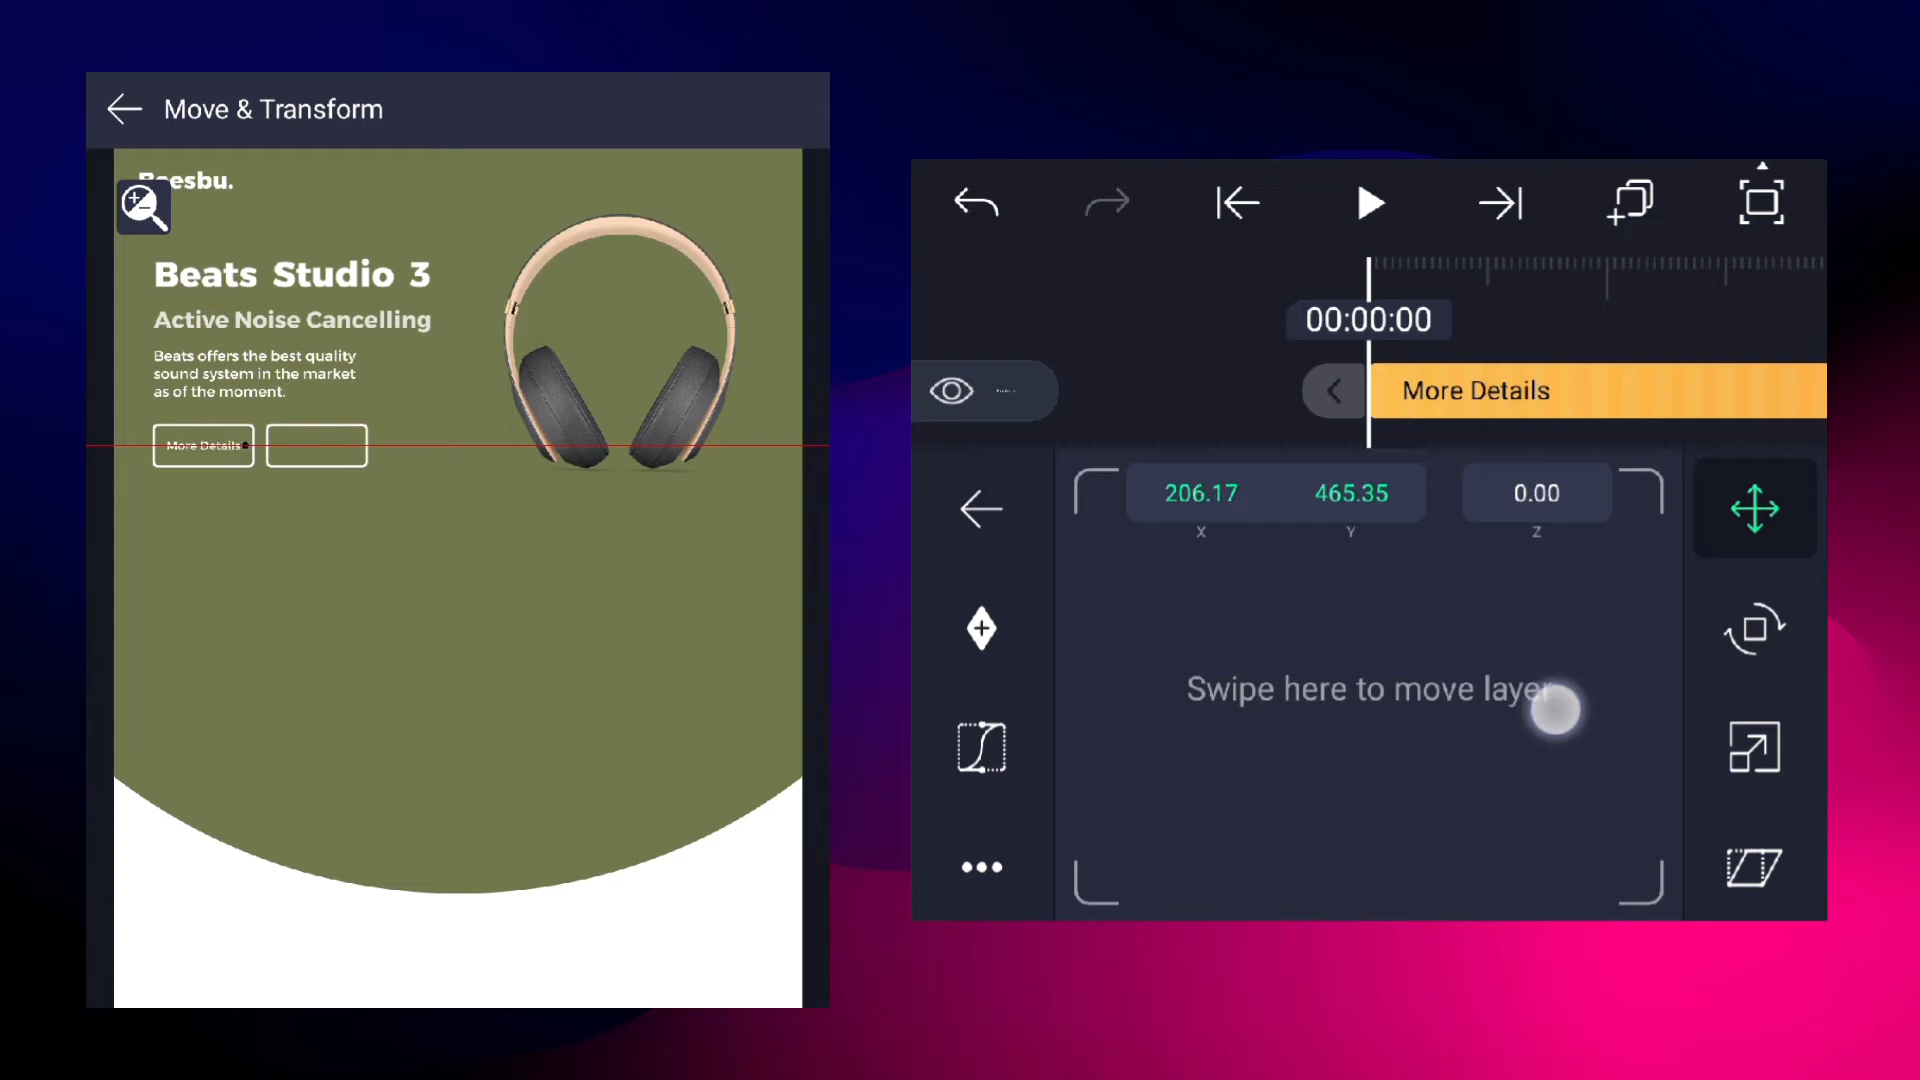 Move & Transform
esbu.
Beats Studio 3
Active Noise Cancelling
Beats offers the best quality
sound system in the market
as of the moment.
More Details
00:00:00
More Details
206.17 465.35 0.00
X Y Z
Swipe here to move layer